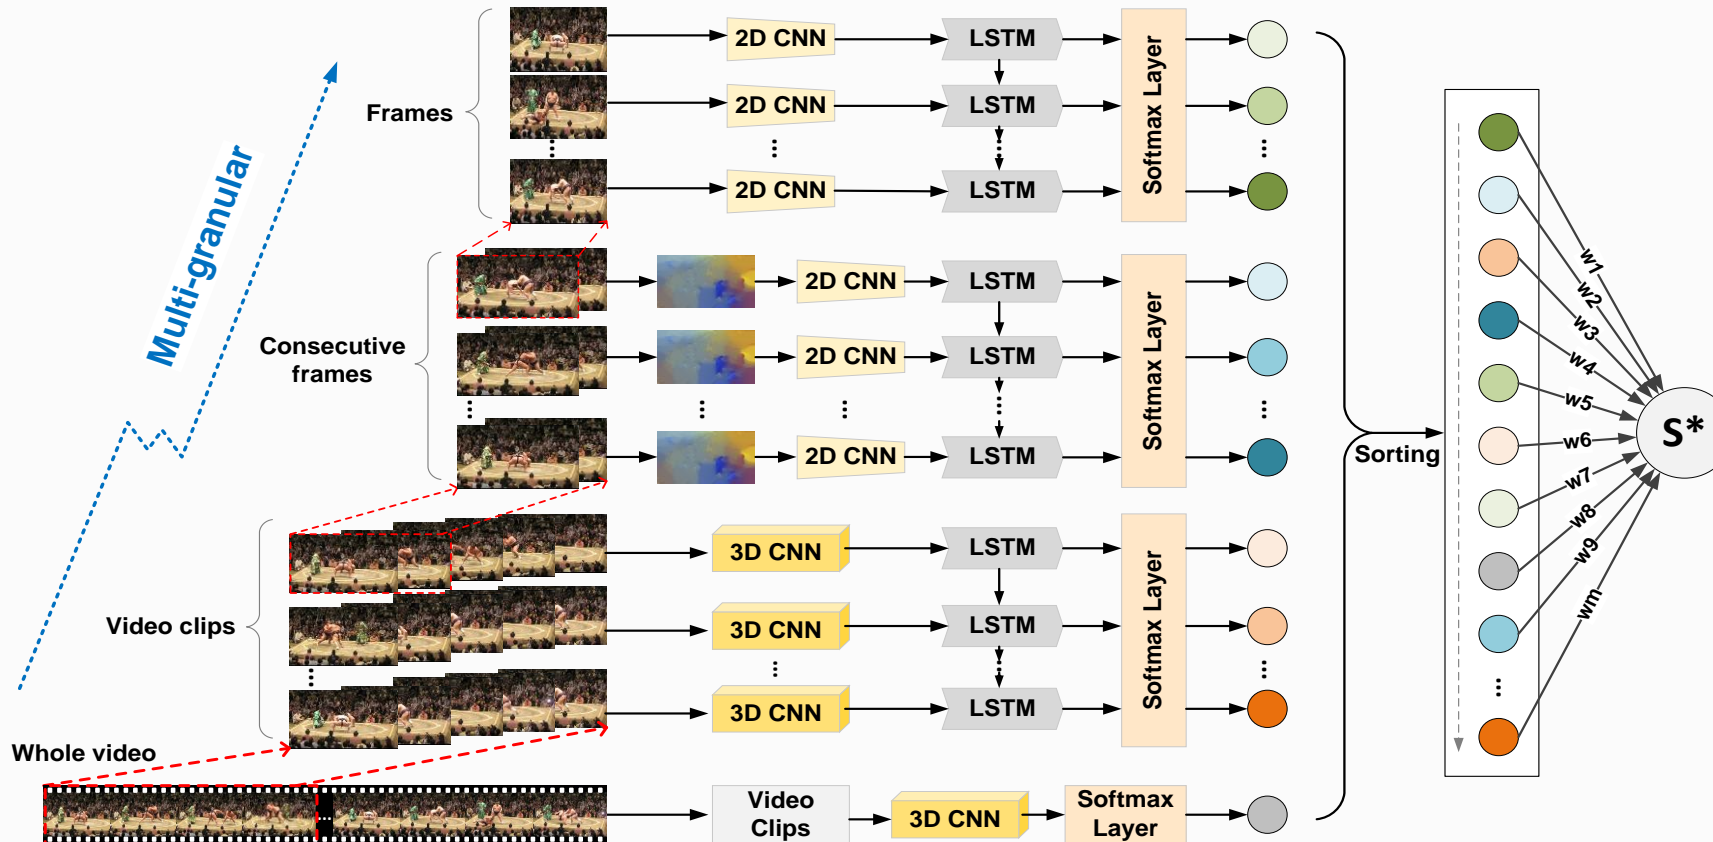 Multi-granular
Frames
2D CNN
LSTM
2D CNN
LSTM
2D CNN
LSTM
Softmax Layer
Consecutive
frames
2D CNN
LSTM
2D CNN
LSTM
2D CNN
LSTM
Softmax Layer
Video clips
3D CNN
LSTM
3D CNN
LSTM
3D CNN
LSTM
Softmax Layer
Whole video
Video
Clips
3D CNN
Softmax
Layer
Sorting
w1
w2
w3
w4
w5
w6
w7
w8
w9
wm
S*